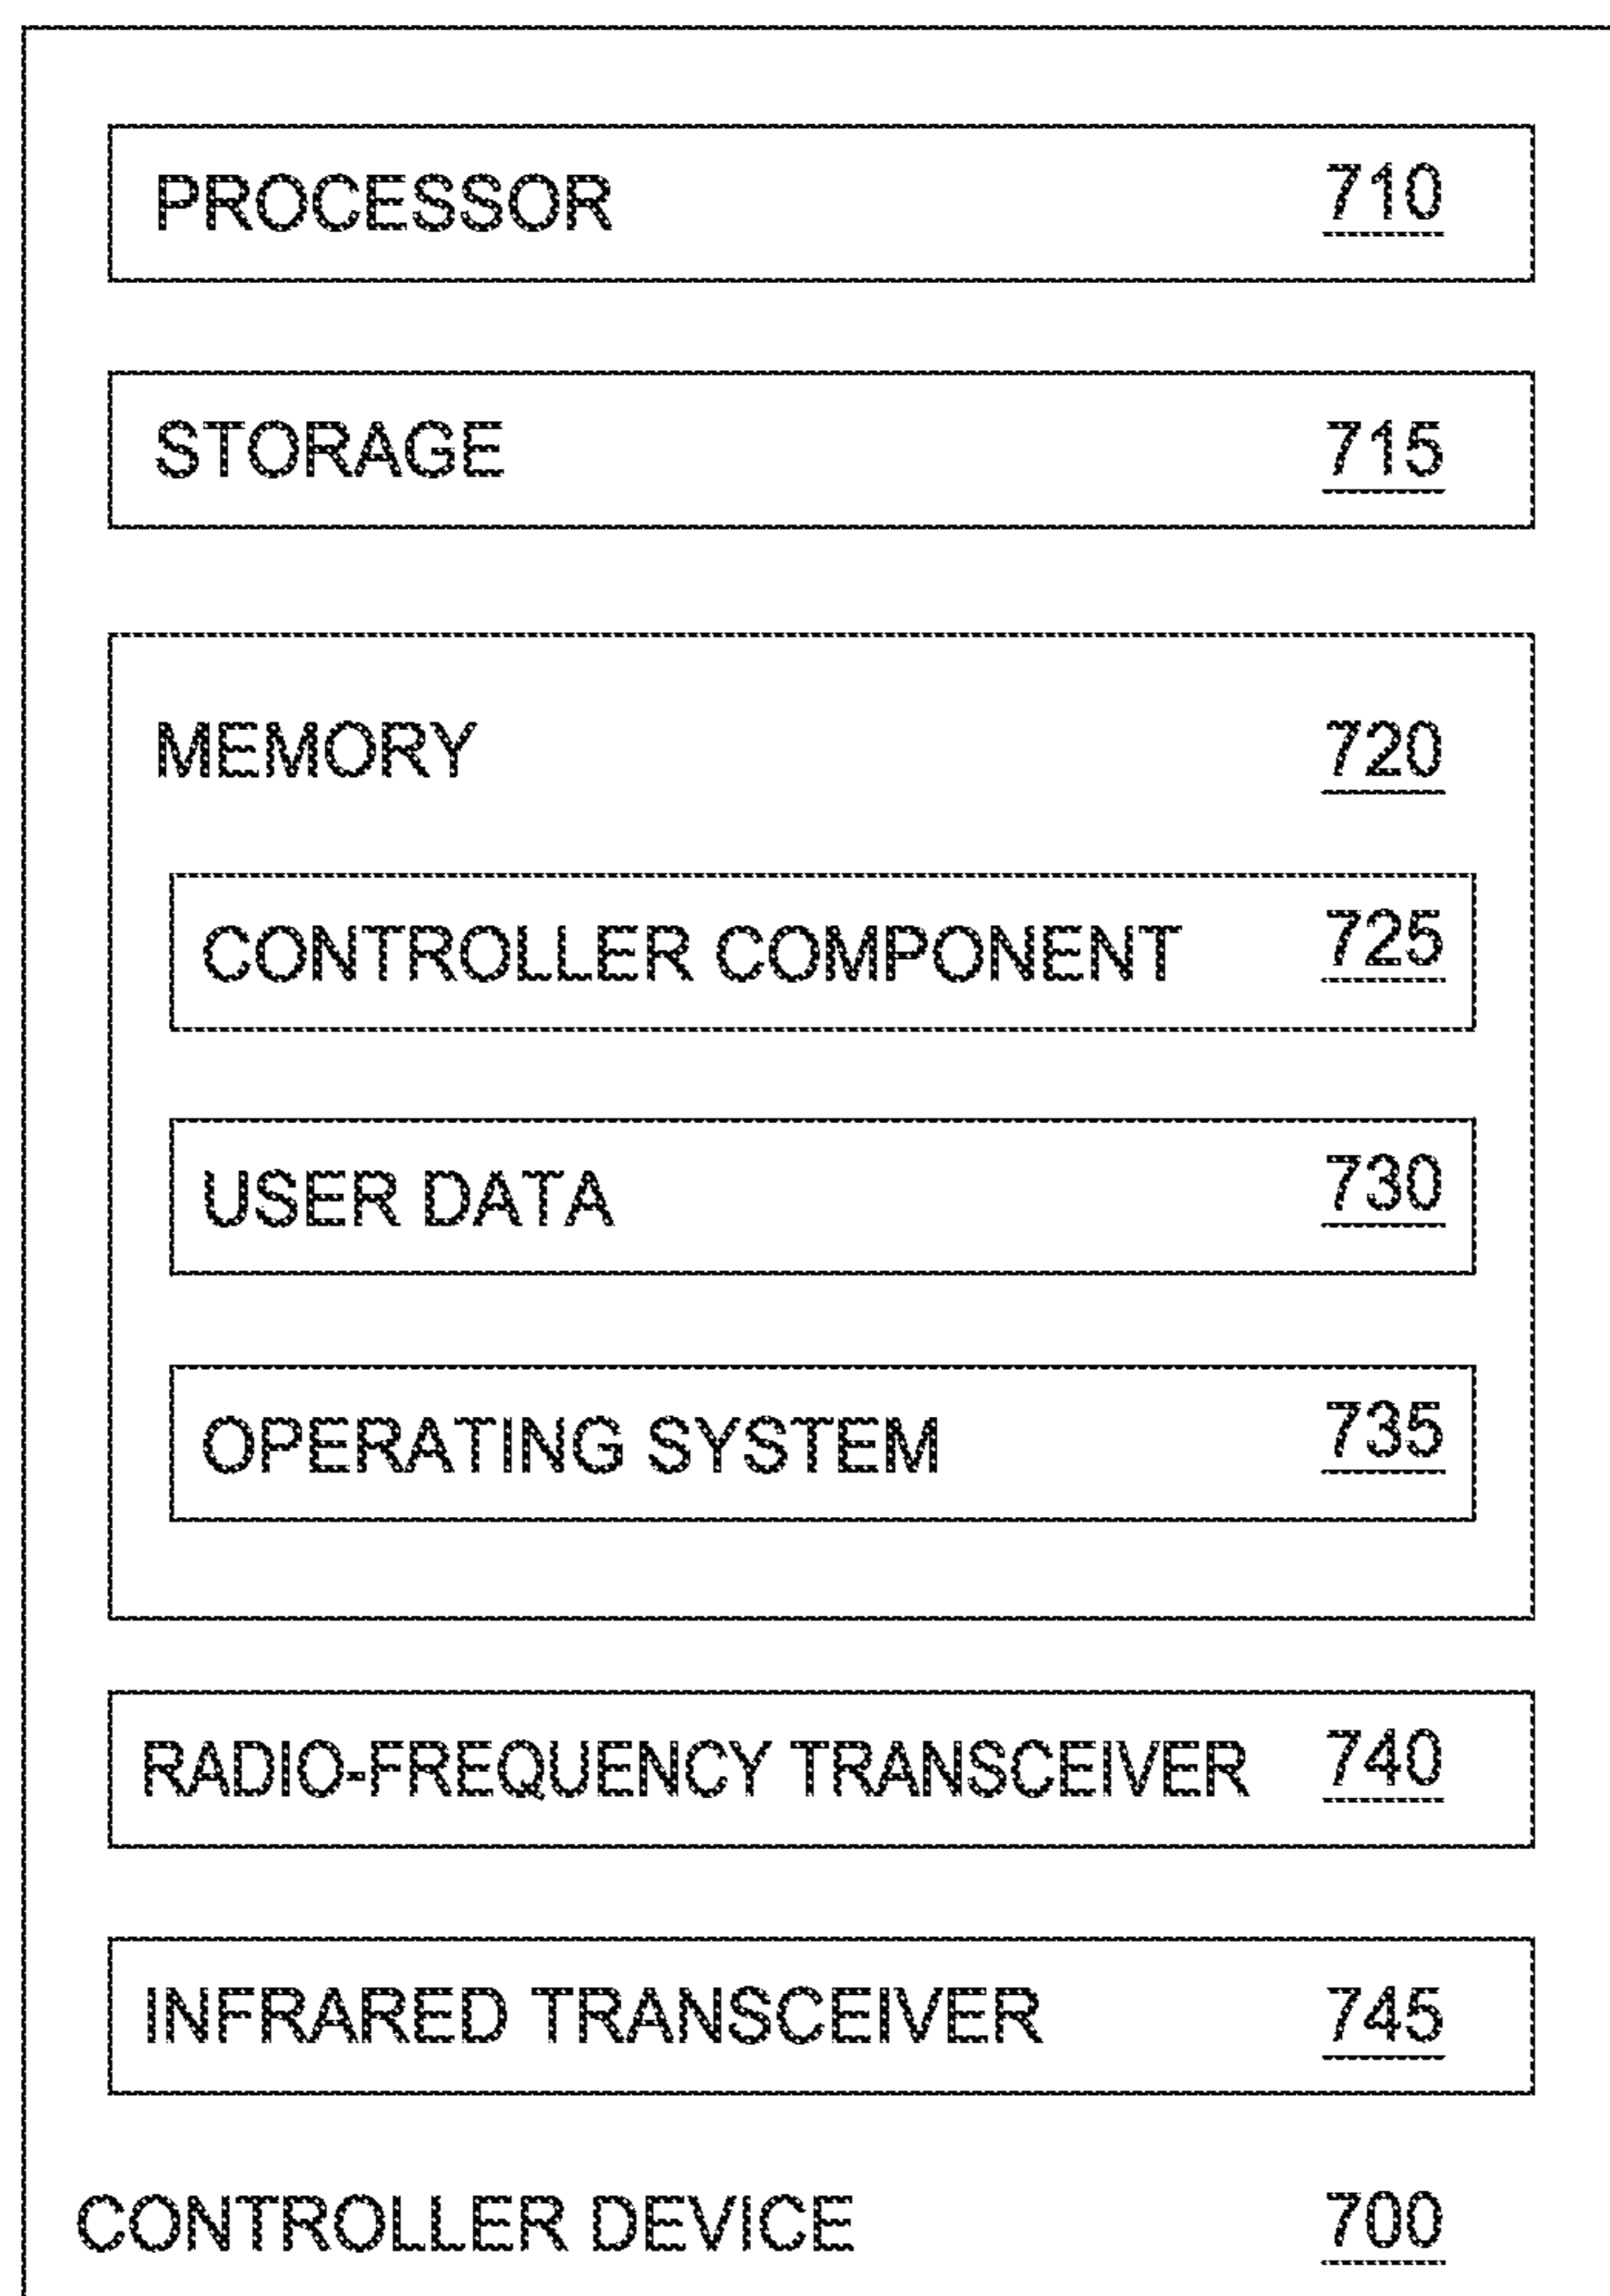 PROCESSOR 710
STORAGE 715
MEMORY 720
CONTROLLER COMPONENT 725
USER DATA 730
OPERATING SYSTEM 735
RADIO-FREQUENCY TRANSCEIVER 740
INFRARED TRANSCEIVER 745
CONTROLLER DEVICE 700